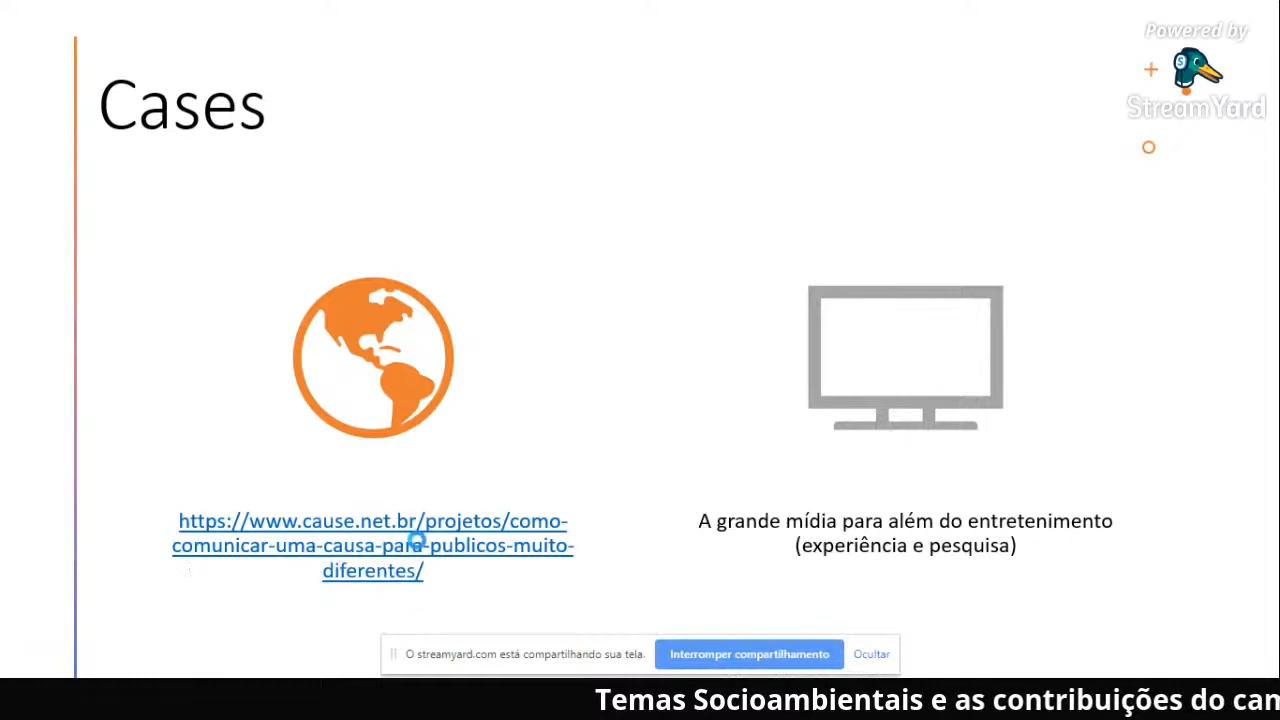 Powered by
StreamYard
Cases
https://www.cause.net.br/projetos/como-
comunicar-uma-causa-para-publicos-muito-
diferentes/
A grande mídia para além do entretenimento
(experiência e pesquisa)
O streamyard.com está compartilhando sua tela.
Interromper compartilhamento
Ocultar
Temas Socioambientais e as contribuições do